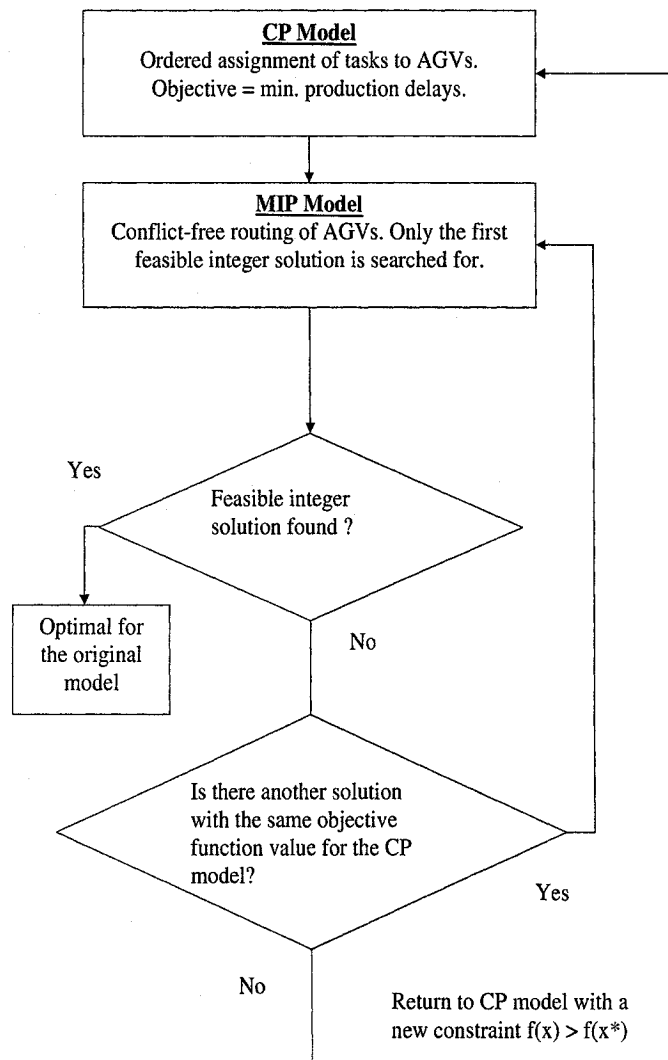 CP Model
Ordered assignment of tasks to AGVs.
Objective = min. production delays.
MIP Model
Conflict-free routing of AGVs. Only the first
feasible integer solution is searched for.
Yes
Feasible integer
solution found ?
Optimal for
the original
model
No
Is there another solution
with the same objective
function value for the CP
model?
Yes
No
Return to CP model with a
new constraint f(x) > f(x*)